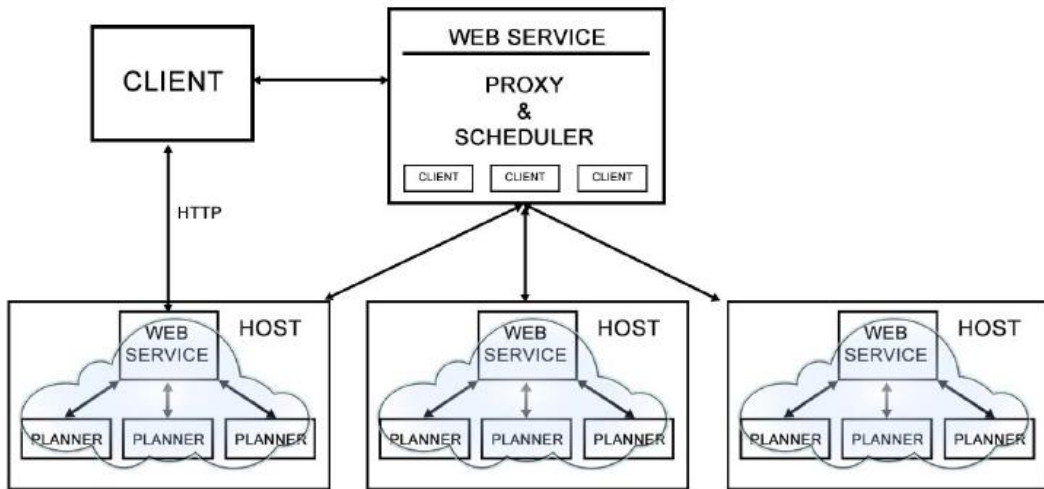 CLIENT
WEB SERVICE
PROXY
&
SCHEDULER
CLIENT CLIENT CLIENT
HTTP
WEB
SERVICE
HOST
PLANNER PLANNER PLANNER
WEB
SERVICE
HOST
PLANNER PLANNER PLANNER
WEB
SERVICE
HOST
PLANNER PLANNER PLANNER